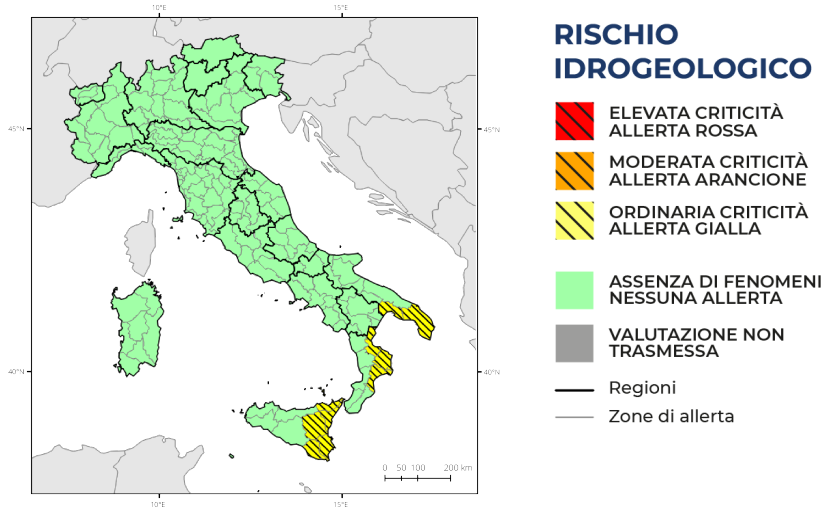 10°E
15°E
RISCHIO
IDROGEOLOGICO
ELEVATA CRITICITÀ
ALLERTA ROSSA
45°N
45°N
MODERATA CRITICITÀ
ALLERTA ARANCIONE
ORDINARIA CRITICITÀ
ALLERTA GIALLA
ASSENZA DI FENOMENI
NESSUNA ALLERTA
VALUTAZIONE NON
TRASMESSA
40°N
40°N
Regioni
Zone di allerta
0 50 100 200 km
10°E
15°E